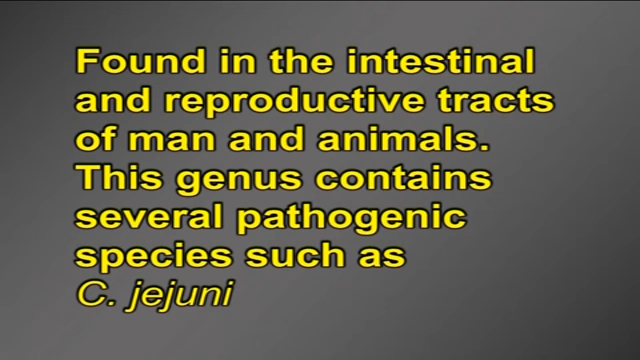 Found in the intestinal
and reproductive tracts
of man and animals.
This genus contains
several pathogenic
species such as
C. jejuni